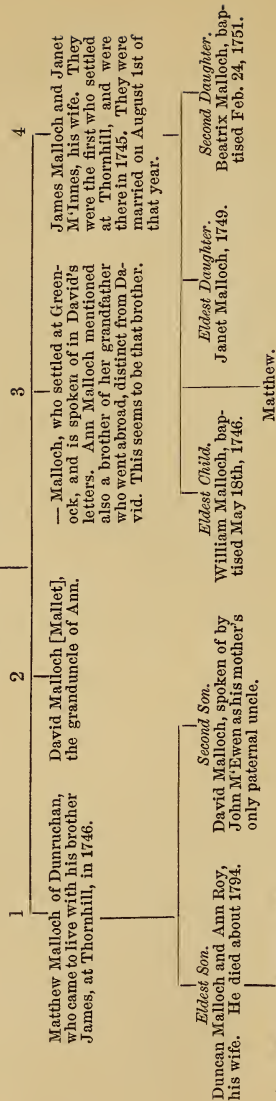 1
Matthew Malloch of Dunruchan,
who came to live with his brother
James, at Thornhill, in 1746.
2
David Malloch [Mallet],
the granduncle of Ann.
3
— Malloch, who settled at Green-
ock, and is spoken of in David's
letters. Ann Malloch mentioned
also a brother of her grandfather
who went abroad, distinct from Da-
vid. This seems to be that brother.
4
James Malloch and Janet
M'Innes, his wife. They
were the first who settled
at Thornhill, and were
there in 1745. They were
married on August 1st of
that year.
Eldest Son.
Duncan Malloch and Ann Roy,
his wife. He died about 1794.
Second Son.
David Malloch, spoken of by
John M'Ewen as his mother's
only paternal uncle.
Eldest Child.
William Malloch, bap-
tised May 18th, 1746.
Eldest Daughter.
Janet Malloch, 1749.
Second Daughter.
Beatrix Malloch, bap-
tised Feb. 24, 1751.
Matthew.